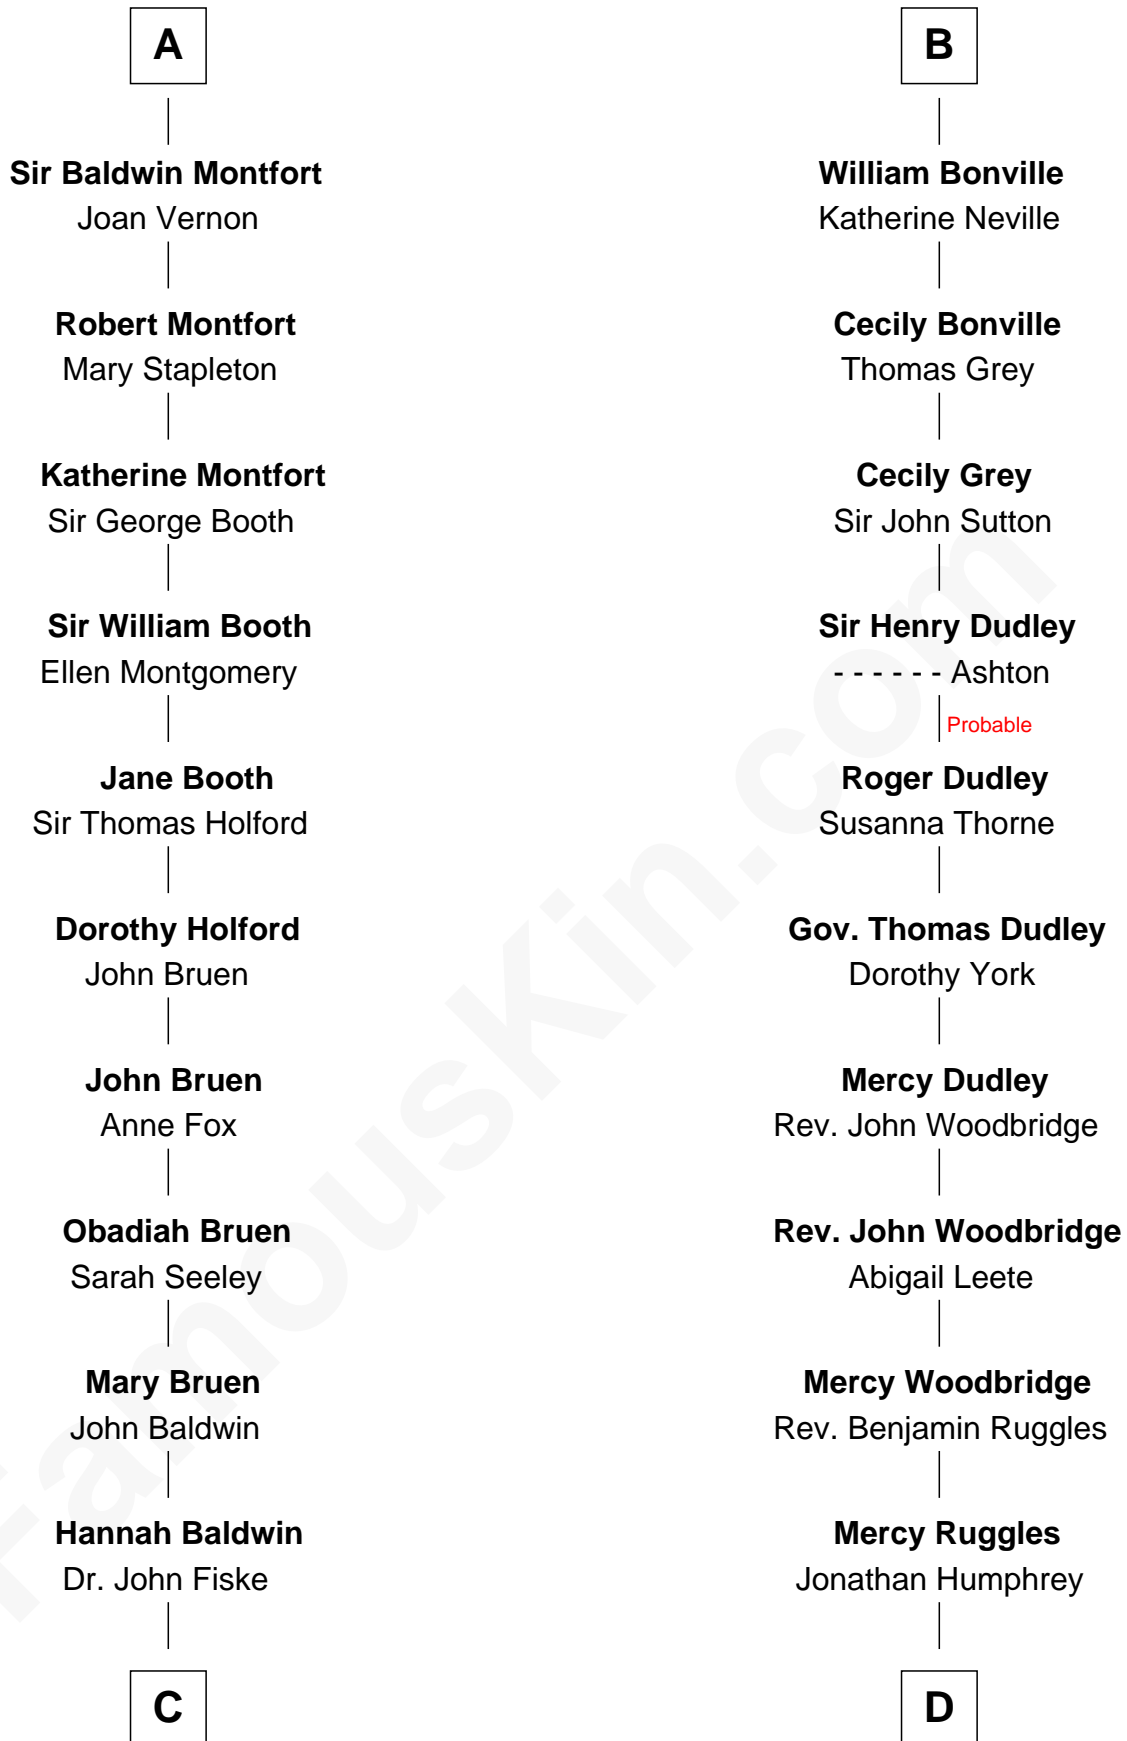 A
Sir Baldwin Montfort
Joan Vernon
Robert Montfort
Mary Stapleton
Katherine Montfort
Sir George Booth
Sir William Booth
Ellen Montgomery
Jane Booth
Sir Thomas Holford
Dorothy Holford
John Bruen
John Bruen
Anne Fox
Obadiah Bruen
Sarah Seeley
Mary Bruen
John Baldwin
Hannah Baldwin
Dr. John Fiske
C
B
William Bonville
Katherine Neville
Cecily Bonville
Thomas Grey
Cecily Grey
Sir John Sutton
Sir Henry Dudley
- - - - - - Ashton
Probable
Roger Dudley
Susanna Thorne
Gov. Thomas Dudley
Dorothy York
Mercy Dudley
Rev. John Woodbridge
Rev. John Woodbridge
Abigail Leete
Mercy Woodbridge
Rev. Benjamin Ruggles
Mercy Ruggles
Jonathan Humphrey
D
FamousKin.com